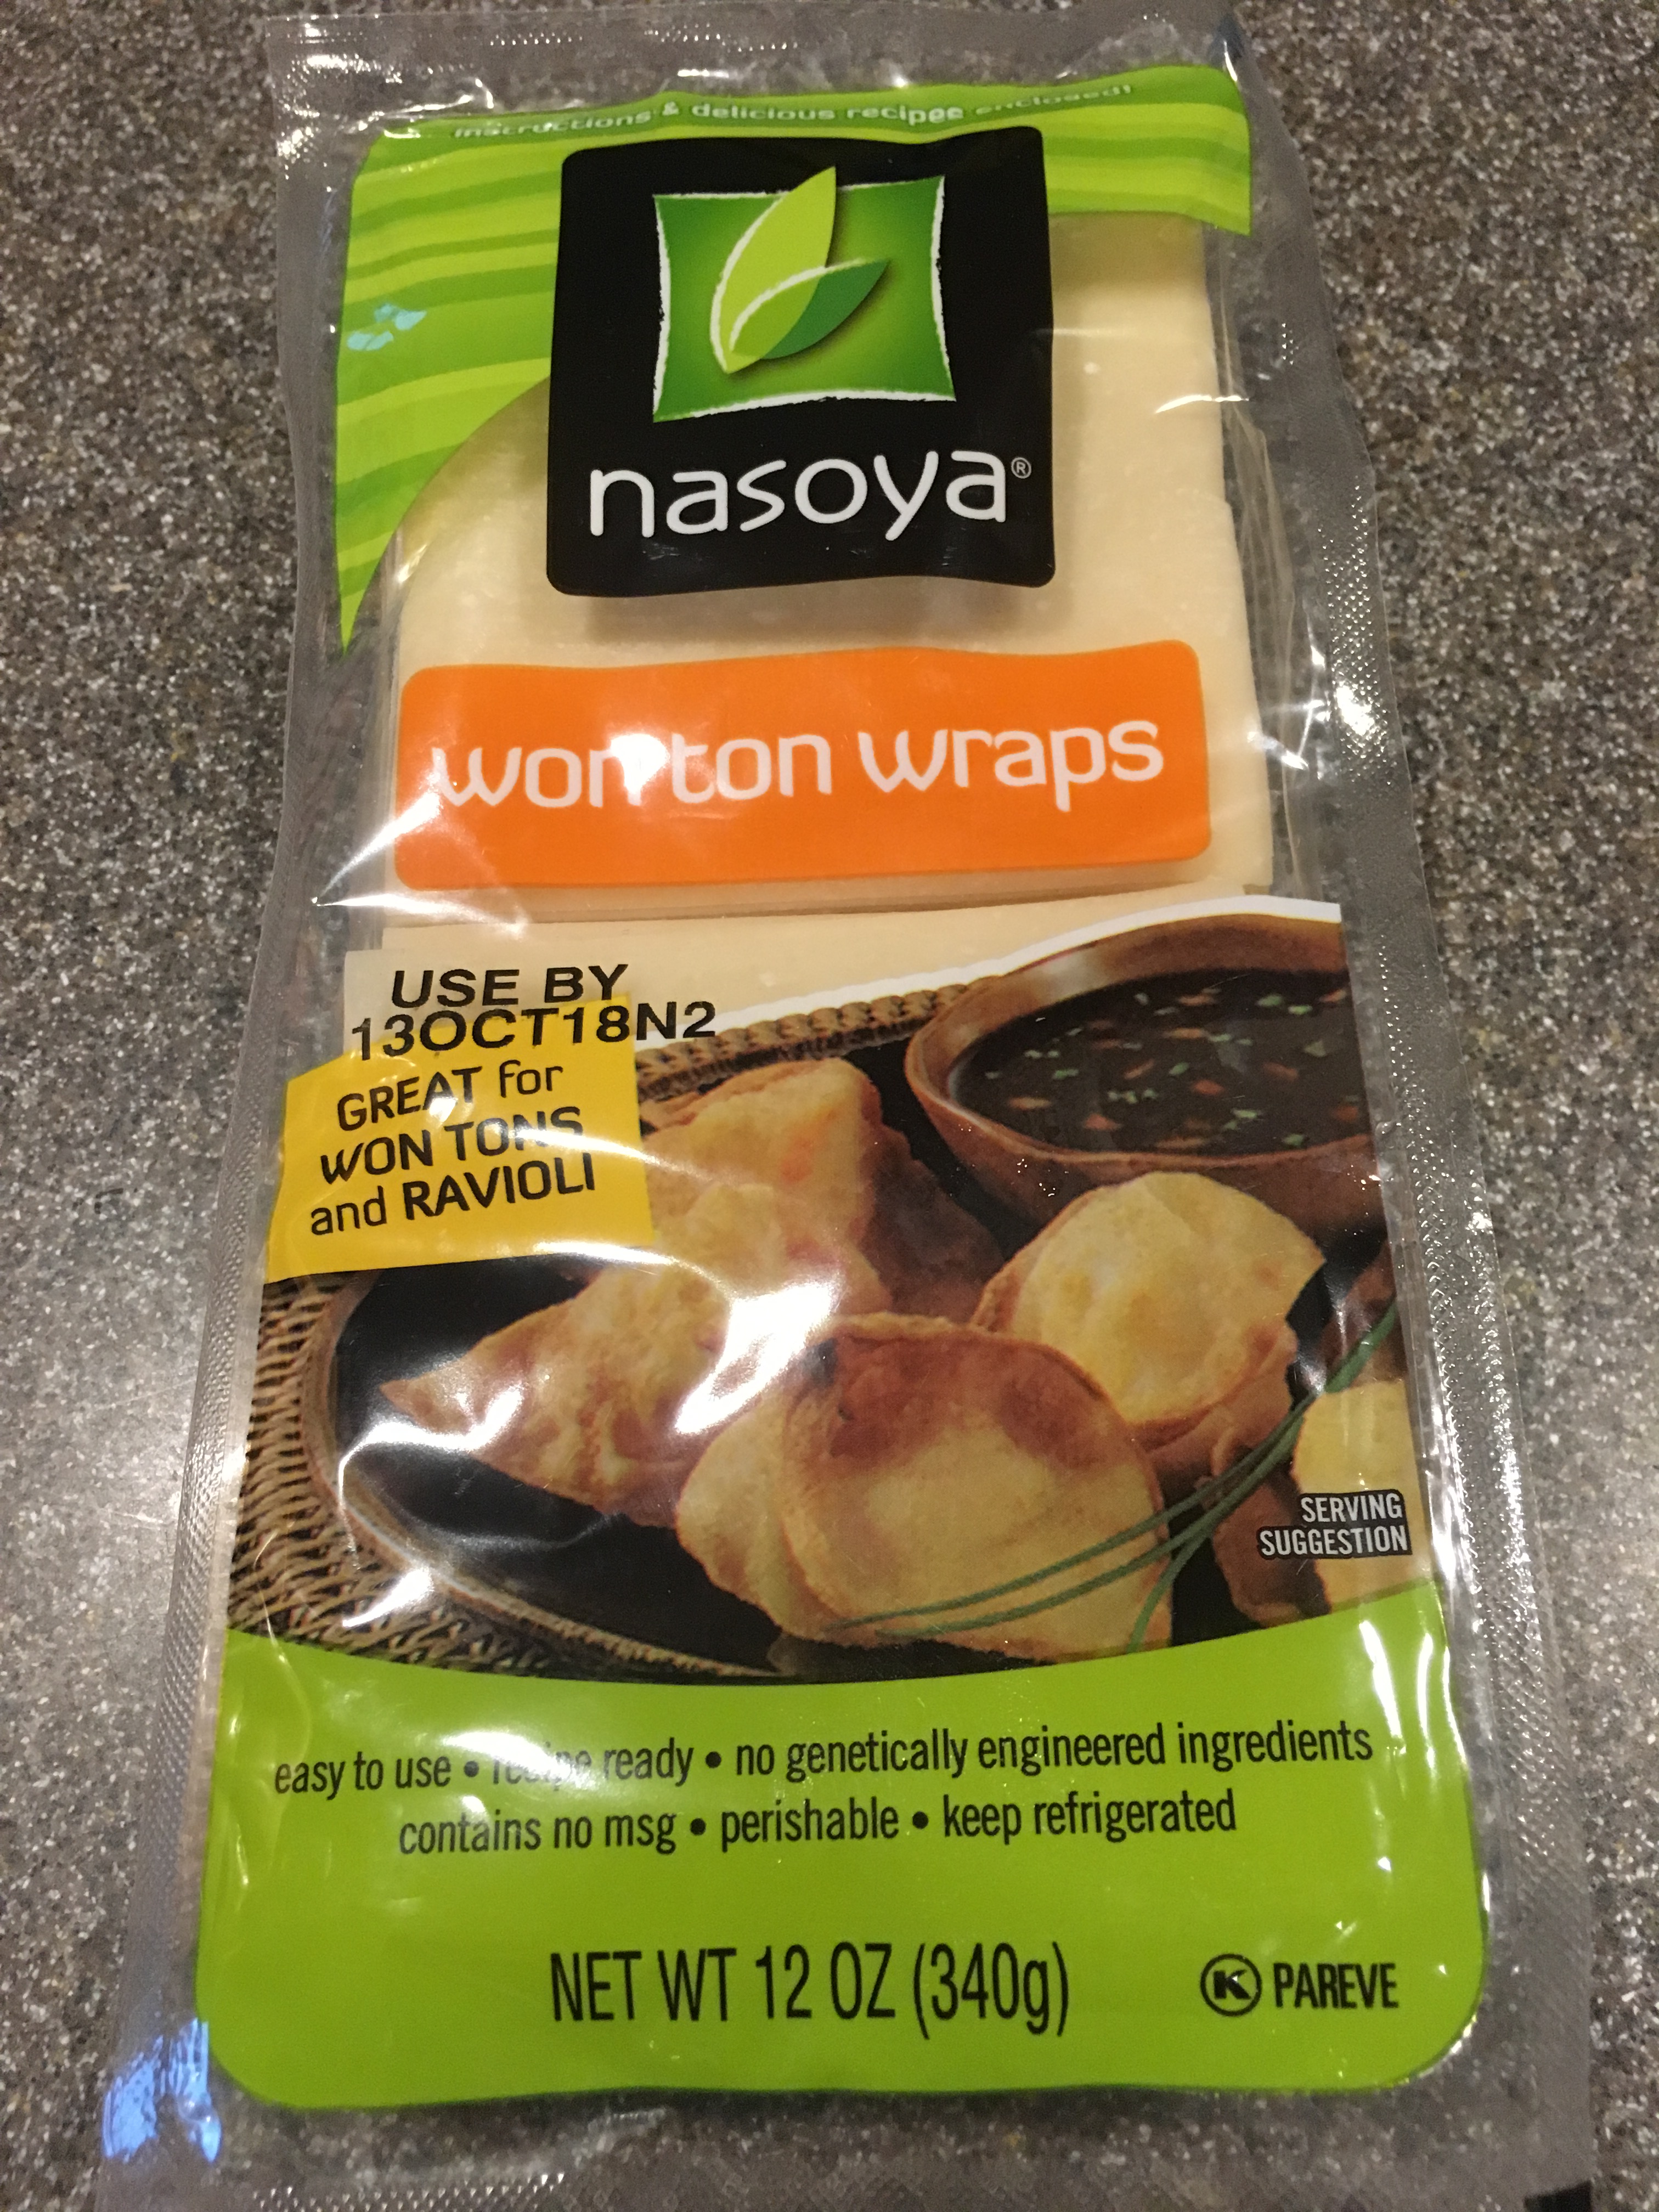 instructions & delicious recipes enclosed!
nasoya®
won ton wraps
USE BY
13OCT18N2
GREAT for
WON TONS
and RAVIOLI
SERVING
SUGGESTION
easy to use • recipe ready • no genetically engineered ingredients
contains no msg • perishable • keep refrigerated
NET WT 12 OZ (340g)
K PAREVE